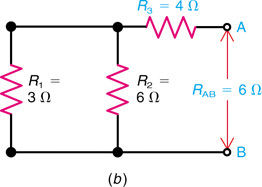 R3 = 4 Ω
A
R1 =
3 Ω
R2 =
6 Ω
RAB = 6 Ω
B
(b)